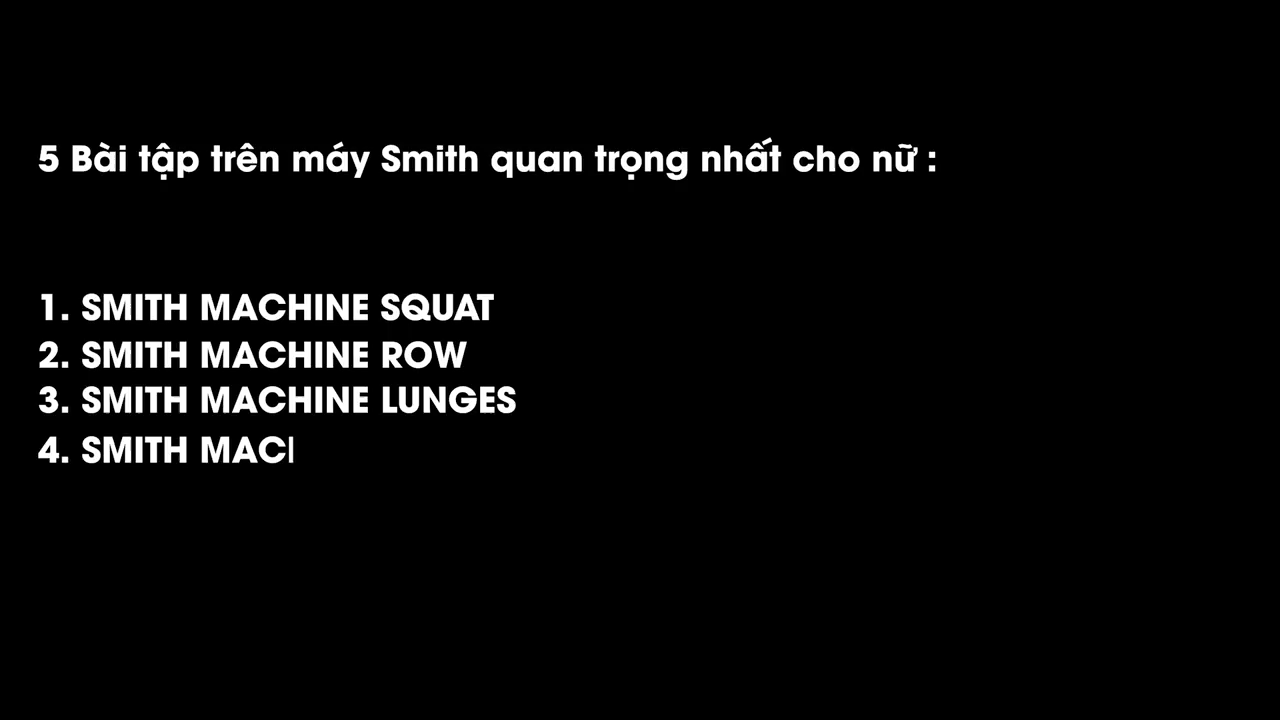 5 Bài tập trên máy Smith quan trọng nhất cho nữ :
1. SMITH MACHINE SQUAT
2. SMITH MACHINE ROW
3. SMITH MACHINE LUNGES
4. SMITH MAC